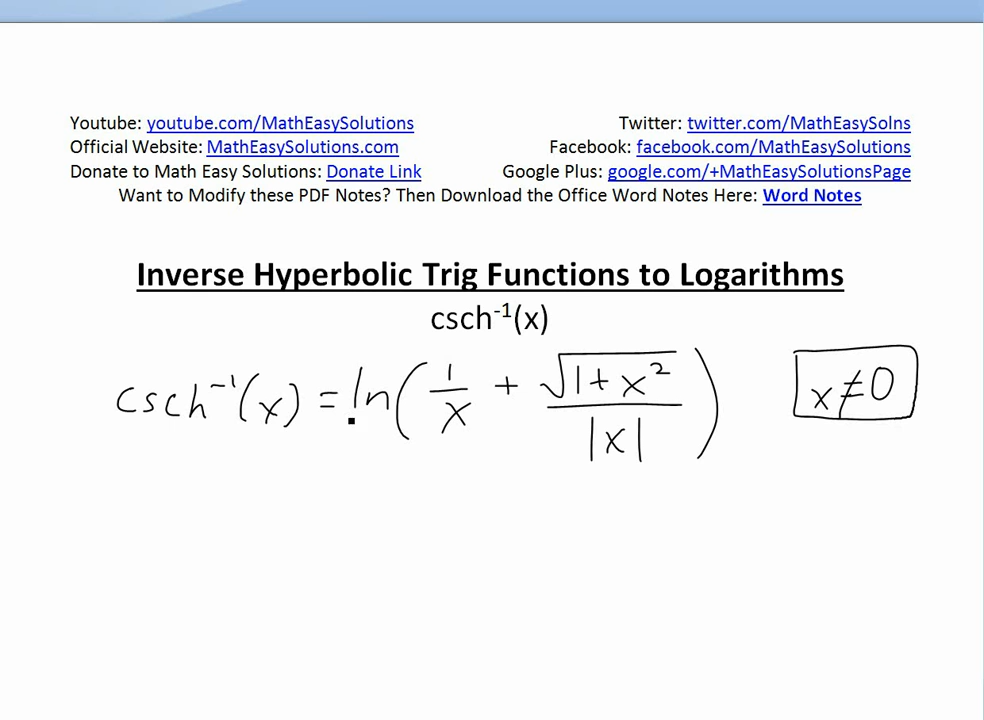 Youtube: youtube.com/MathEasySolutions Twitter: twitter.com/MathEasySolns
Official Website: MathEasySolutions.com Facebook: facebook.com/MathEasySolutions
Donate to Math Easy Solutions: Donate Link Google Plus: google.com/+MathEasySolutionsPage
Want to Modify these PDF Notes? Then Download the Office Word Notes Here: Word Notes
Inverse Hyperbolic Trig Functions to Logarithms
csch⁻¹(x)
csch⁻¹(x) = ln(1/x + √(1+x²)/|x|) x≠0